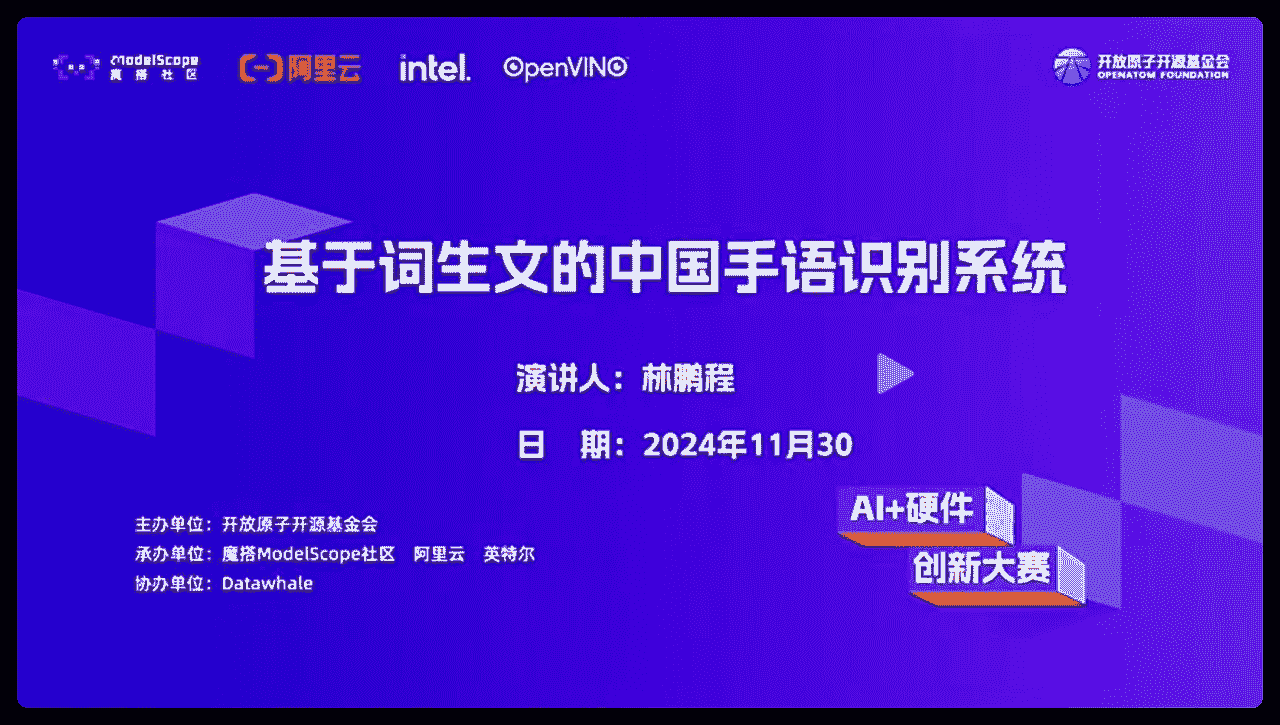 ModelScope
魔搭社区
阿里云
intel.
OpenVINO
开放原子开源基金会
OPENATOM FOUNDATION
基于词生文的中国手语识别系统
演讲人：林鹏程
日 期：2024年11月30
AI+硬件
创新大赛
主办单位：开放原子开源基金会
承办单位：魔搭ModelScope社区 阿里云 英特尔
协办单位：Datawhale